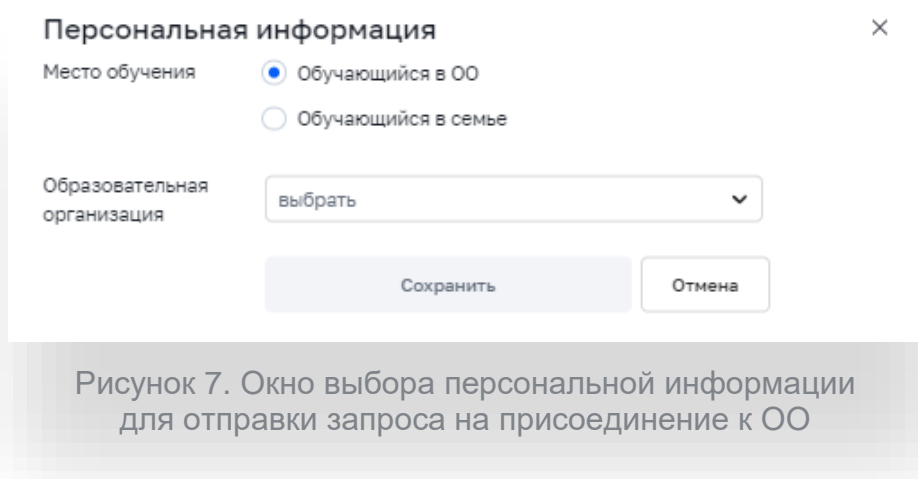 Персональная информация
Место обучения
Обучающийся в ОО
Обучающийся в семье
Образовательная
организация
выбрать
Сохранить
Отмена
Рисунок 7. Окно выбора персональной информации
для отправки запроса на присоединение к ОО